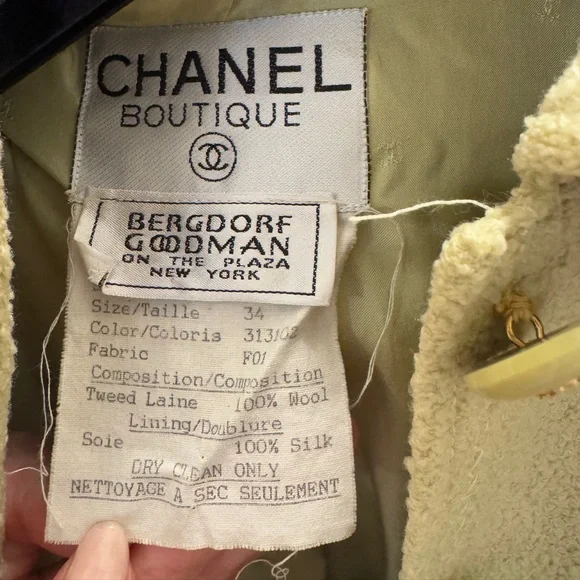 CHANEL
BOUTIQUE
BERGDORF
GOODMAN
ON THE PLAZA
NEW YORK
Size/Taille 34
Color/Coloris 313/02
Fabric F01
Composition/Composition
Tweed Laine 100% Wool
Lining/Doublure
Soie 100% Silk
DRY CLEAN ONLY
NETTOYAGE A SEC SEULEMENT